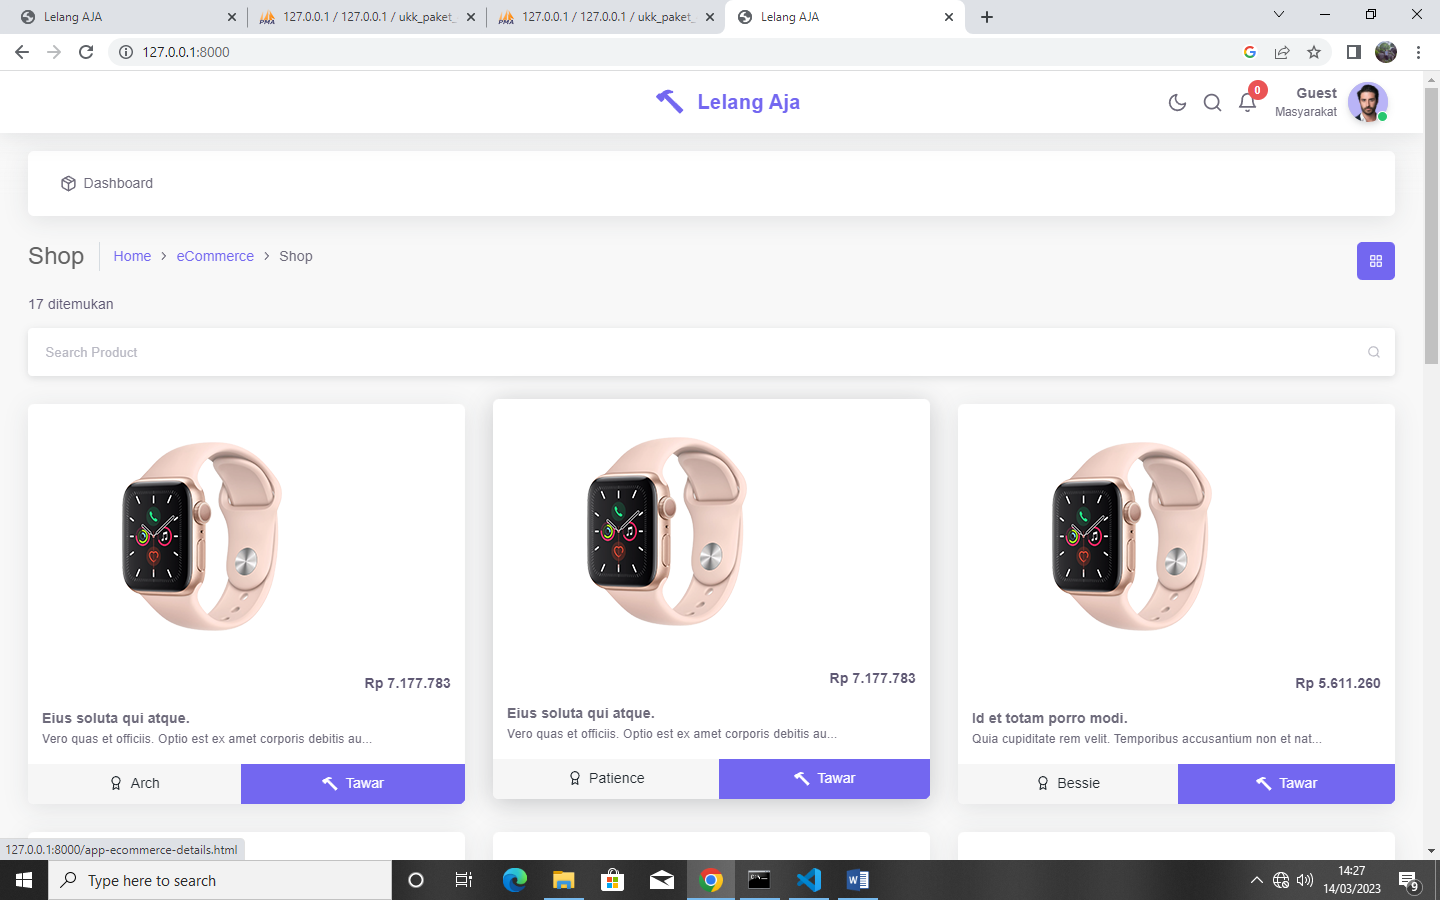 Lelang AJA
127.0.0.1 / 127.0.0.1 / ukk_paket_
127.0.0.1 / 127.0.0.1 / ukk_paket_
Lelang AJA
127.0.0.1:8000
Lelang Aja
0
Guest
Masyarakat
Dashboard
Shop
Home > eCommerce > Shop
17 ditemukan
Search Product
Rp 7.177.783
Eius soluta qui atque.
Vero quas et officiis. Optio est ex amet corporis debitis au...
Arch
Tawar
Rp 7.177.783
Eius soluta qui atque.
Vero quas et officiis. Optio est ex amet corporis debitis au...
Patience
Tawar
Rp 5.611.260
Id et totam porro modi.
Quia cupiditate rem velit. Temporibus accusantium non et nat...
Bessie
Tawar
127.0.0.1:8000/app-ecommerce-details.html
Type here to search
14:27
14/03/2023
9